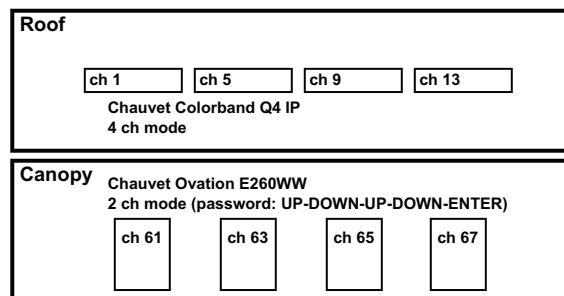 Roof
ch 1 ch 5 ch 9 ch 13
Chauvet Colorband Q4 IP
4 ch mode
Canopy
Chauvet Ovation E260WW
2 ch mode (password: UP-DOWN-UP-DOWN-ENTER)
ch 61 ch 63 ch 65 ch 67